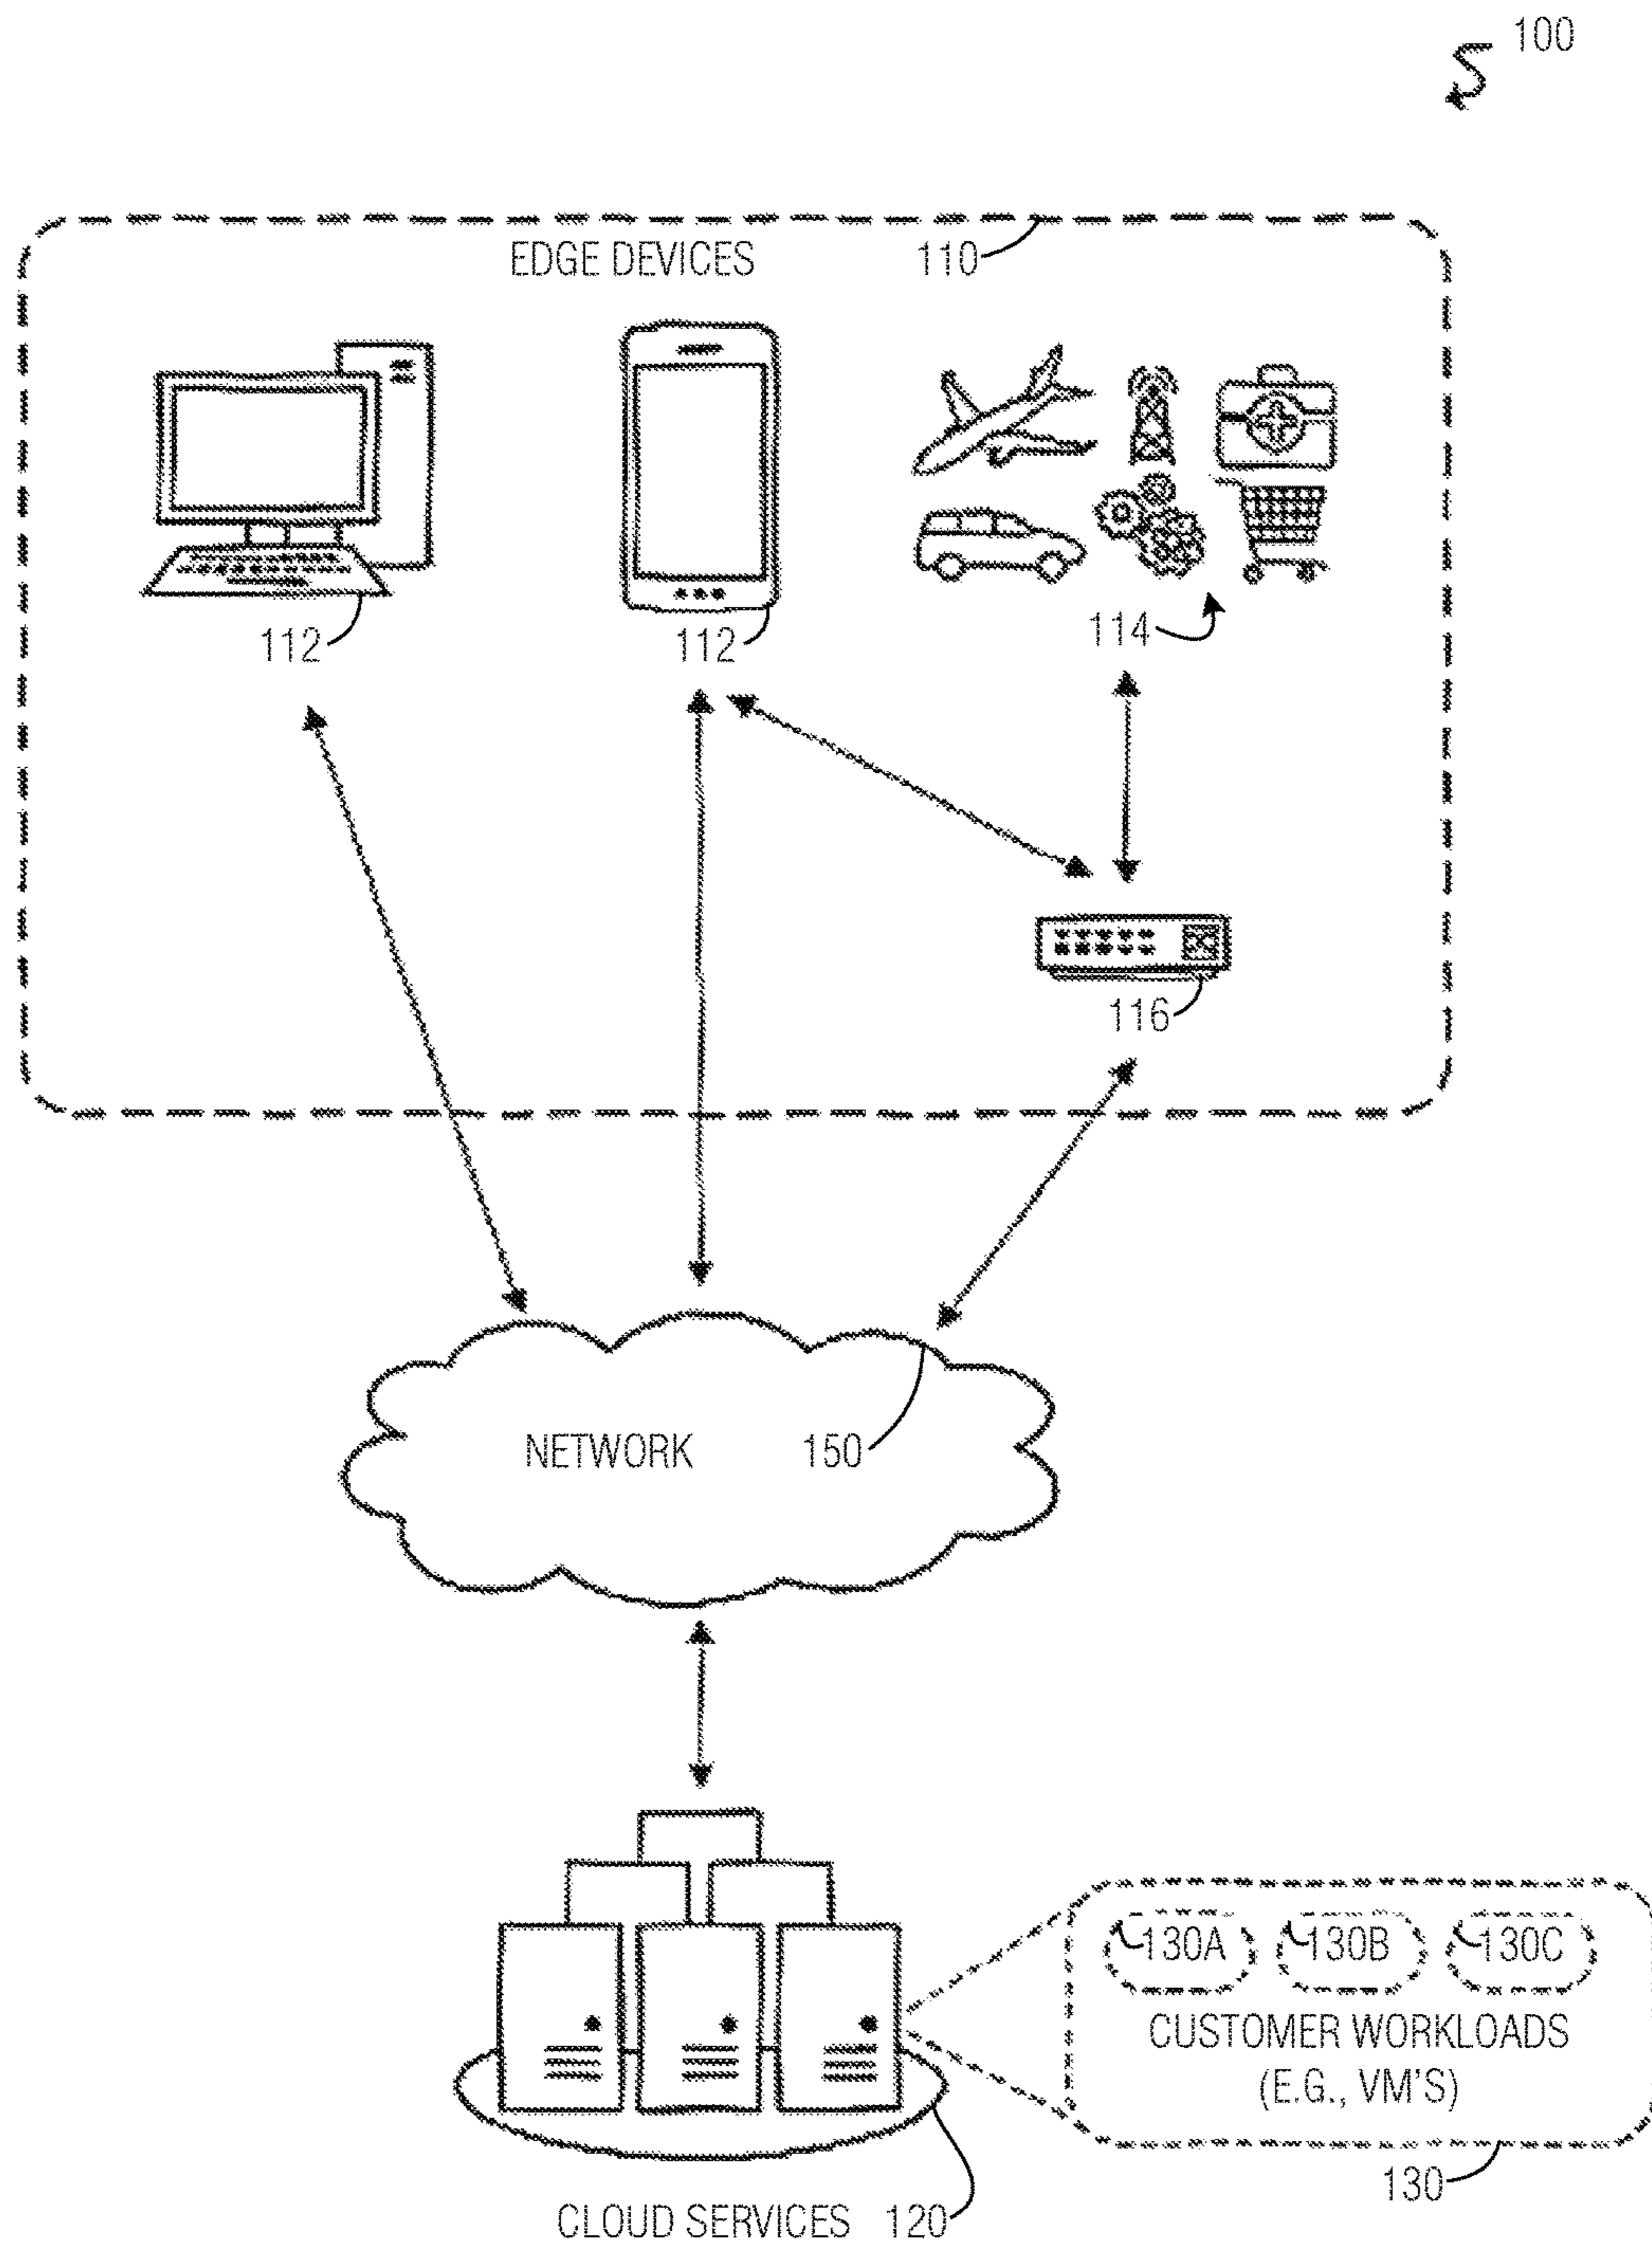 100
EDGE DEVICES 110
112 112 114
116
NETWORK 150
130A 130B 130C
CUSTOMER WORKLOADS
(E.G., VM'S)
130
CLOUD SERVICES 120